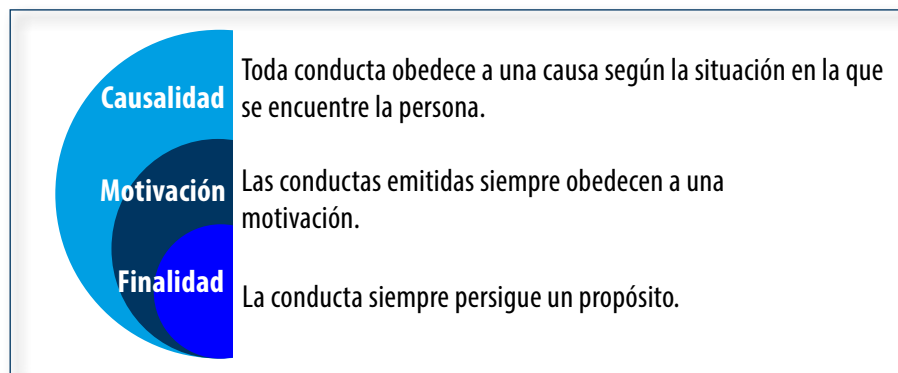 Causalidad
Toda conducta obedece a una causa según la situación en la que
se encuentre la persona.
Motivación
Las conductas emitidas siempre obedecen a una
motivación.
Finalidad
La conducta siempre persigue un propósito.